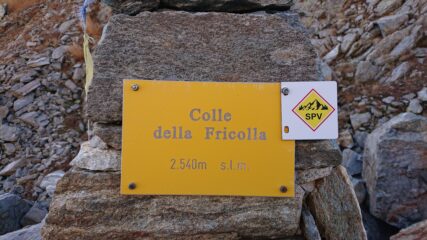 Colle
della Fricolla
2.540m s.l.m.
SPV